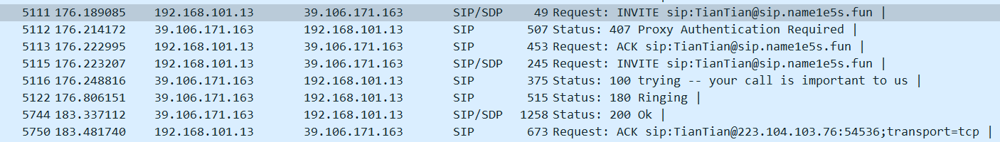 5111 176.189085 192.168.101.13 39.106.171.163 SIP/SDP 49 Request: INVITE sip:TianTian@sip.name1e5s.fun |
5112 176.214172 39.106.171.163 192.168.101.13 SIP 507 Status: 407 Proxy Authentication Required |
5113 176.222995 192.168.101.13 39.106.171.163 SIP 453 Request: ACK sip:TianTian@sip.name1e5s.fun |
5115 176.223207 192.168.101.13 39.106.171.163 SIP/SDP 245 Request: INVITE sip:TianTian@sip.name1e5s.fun |
5116 176.248816 39.106.171.163 192.168.101.13 SIP 375 Status: 100 trying -- your call is important to us |
5122 176.806151 39.106.171.163 192.168.101.13 SIP 515 Status: 180 Ringing |
5744 183.337112 39.106.171.163 192.168.101.13 SIP/SDP 1258 Status: 200 Ok |
5750 183.481740 192.168.101.13 39.106.171.163 SIP 673 Request: ACK sip:TianTian@223.104.103.76:54536;transport=tcp |